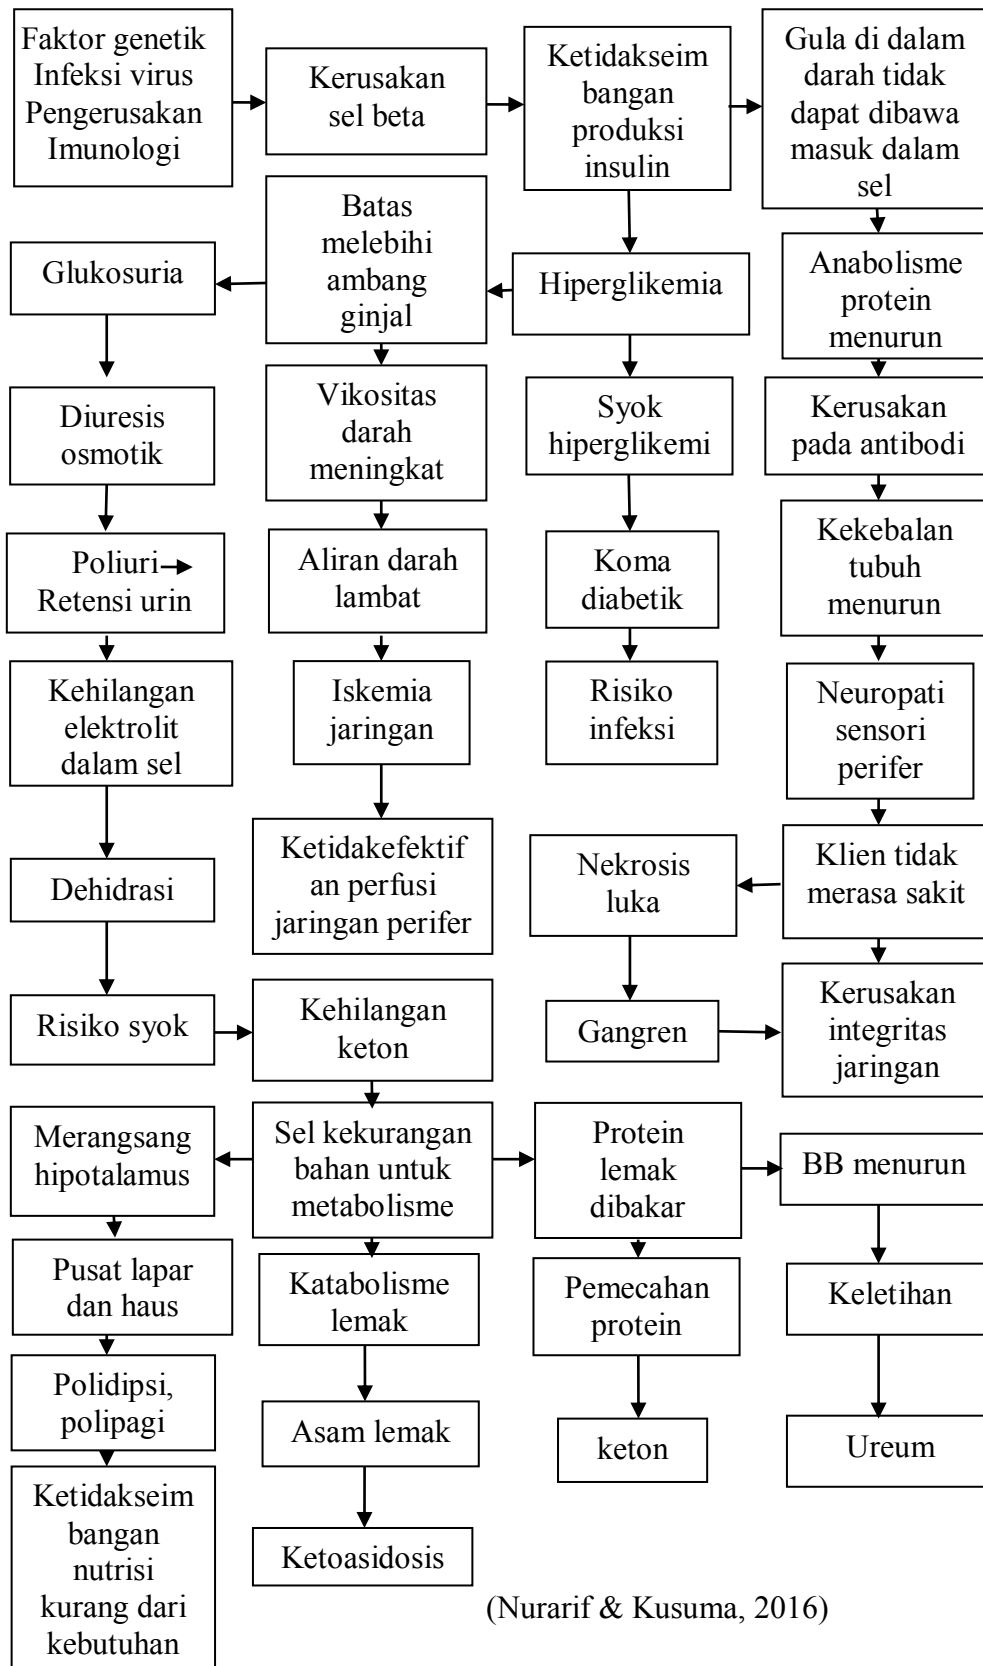 Faktor genetik
Infeksi virus
Pengerusakan
Imunologi
Kerusakan
sel beta
Ketidakseim
bangan
produksi
insulin
Gula di dalam
darah tidak
dapat dibawa
masuk dalam
sel
Glukosuria
Batas
melebihi
ambang
ginjal
Hiperglikemia
Anabolisme
protein
menurun
Diuresis
osmotik
Vikositas
darah
meningkat
Syok
hiperglikemi
Kerusakan
pada antibodi
Poliuri
Retensi urin
Aliran darah
lambat
Koma
diabetik
Kekebalan
tubuh
menurun
Kehilangan
elektrolit
dalam sel
Iskemia
jaringan
Risiko
infeksi
Neuropati
sensori
perifer
Dehidrasi
Ketidakefektif
an perfusi
jaringan perifer
Nekrosis
luka
Klien tidak
merasa sakit
Risiko syok
Kehilangan
keton
Gangren
Kerusakan
integritas
jaringan
Merangsang
hipotalamus
Sel kekurangan
bahan untuk
metabolisme
Protein
lemak
dibakar
BB menurun
Pusat lapar
dan haus
Katabolisme
lemak
Pemecahan
protein
Keletihan
Polidipsi,
polipagi
Asam lemak
keton
Ureum
Ketidakseim
bangan
nutrisi
kurang dari
kebutuhan
Ketoasidosis
(Nurarif & Kusuma, 2016)